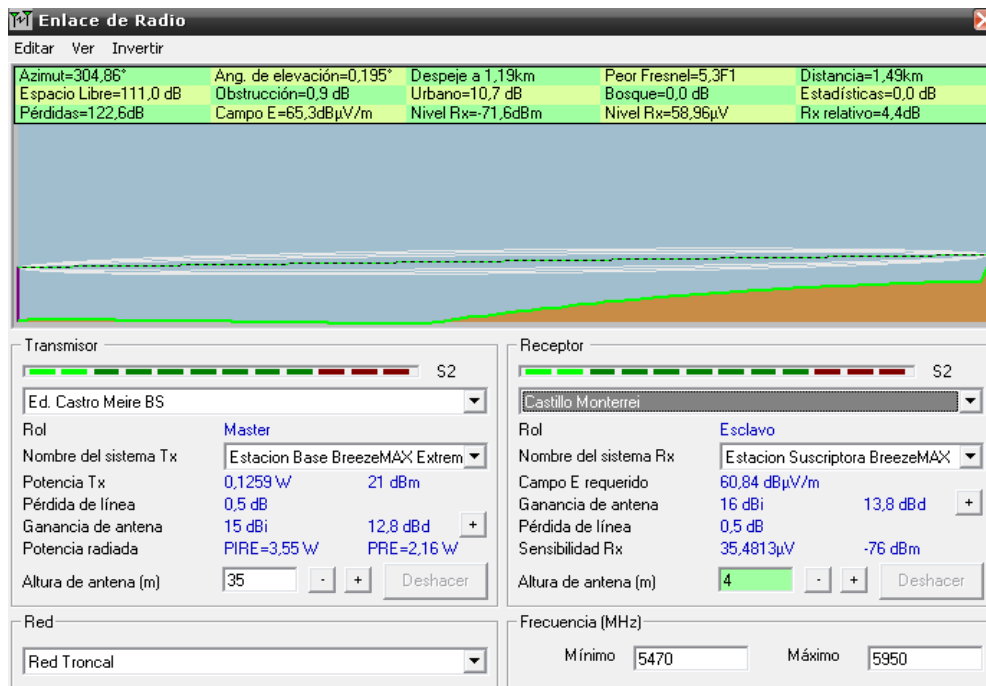 Enlace de Radio
Editar Ver Invertir
Azimut=304,86° Ang. de elevación=0,195° Despeje a 1,19km Peor Fresnel=5,3F1 Distancia=1,49km
Espacio Libre=111,0 dB Obstrucción=0,9 dB Urbano=10,7 dB Bosque=0,0 dB Estadísticas=0,0 dB
Pérdidas=122,6dB Campo E=65,3dBµV/m Nivel Rx=-71,6dBm Nivel Rx=58,96µV Rx relativo=4,4dB
Transmisor
S2
Ed. Castro Meire BS
Rol Master
Nombre del sistema Tx Estacion Base BreezeMAX Extrem
Potencia Tx 0,1259 W 21 dBm
Pérdida de línea 0,5 dB
Ganancia de antena 15 dBi 12,8 dBd +
Potencia radiada PIRE=3,55 W PRE=2,16 W
Altura de antena (m) 35 - + Deshacer
Receptor
S2
Castillo Monterrei
Rol Esclavo
Nombre del sistema Rx Estacion Suscriptora BreezeMAX
Campo E requerido 60,84 dBµV/m
Ganancia de antena 16 dBi 13,8 dBd +
Pérdida de línea 0,5 dB
Sensibilidad Rx 35,4813µV -76 dBm
Altura de antena (m) 4 - + Deshacer
Red
Red Troncal
Frecuencia (MHz)
Mínimo 5470 Máximo 5950